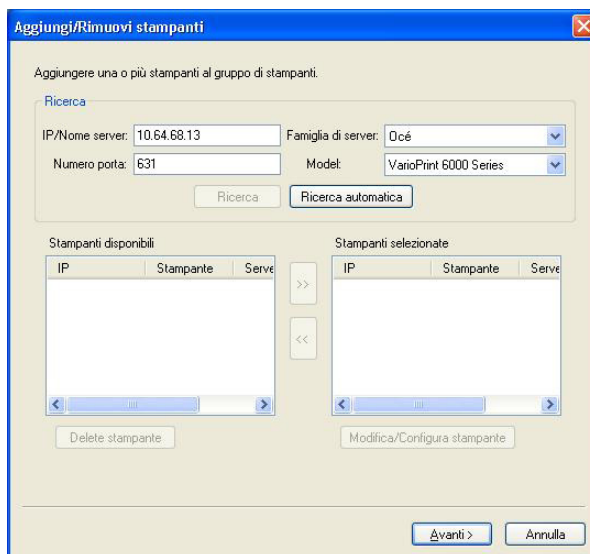 Aggiungi/Rimuovi stampanti
Aggiungere una o più stampanti al gruppo di stampanti.
Ricerca
IP/Nome server: 10.64.68.13 Famiglia di server: Océ
Numero porta: 631 Model: VarioPrint 6000 Series
Ricerca Ricerca automatica
Stampanti disponibili Stampanti selezionate
IP Stampante Serve IP Stampante Serve
>>
<<
Delete stampante Modifica/Configura stampante
Avanti > Annulla